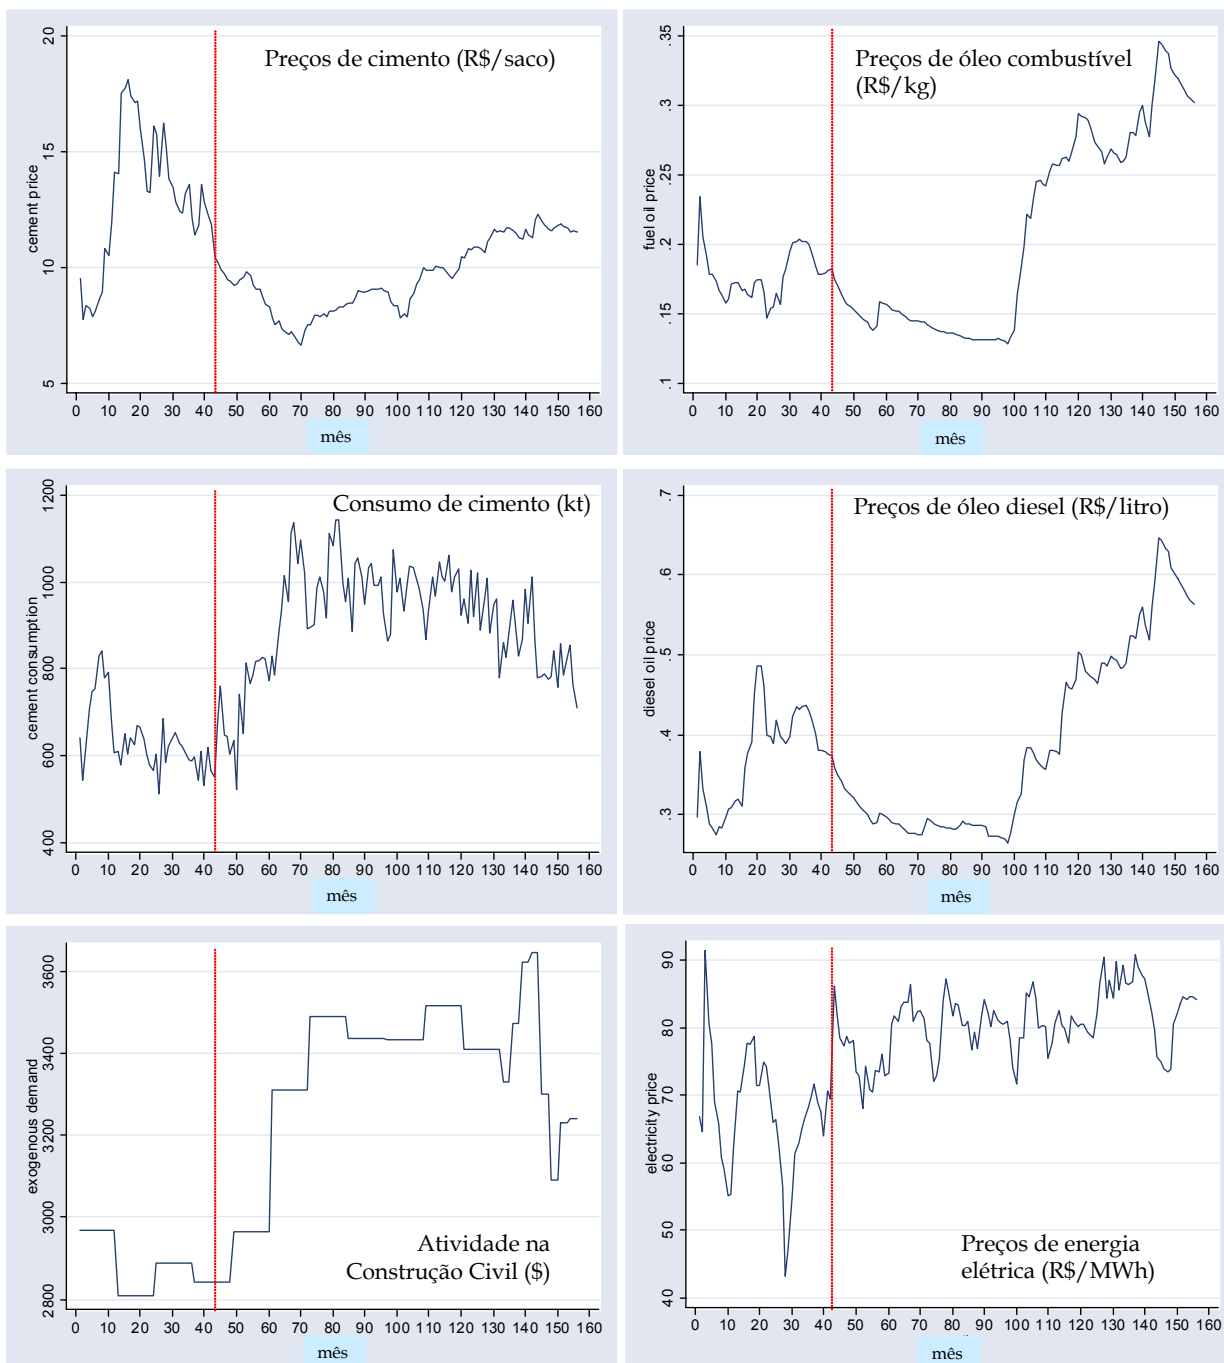 Preços de cimento (R$/saco)
cement price
20
15
10
5
0 10 20 30 40 50 60 70 80 90 100 110 120 130 140 150 160
mês
Preços de óleo combustível
(R$/kg)
fuel oil price
.35
.3
.25
.2
.15
.1
0 10 20 30 40 50 60 70 80 90 100 110 120 130 140 150 160
mês
Consumo de cimento (kt)
cement consumption
1200
1000
800
600
400
0 10 20 30 40 50 60 70 80 90 100 110 120 130 140 150 160
mês
Preços de óleo diesel (R$/litro)
diesel oil price
.7
.6
.5
.4
.3
0 10 20 30 40 50 60 70 80 90 100 110 120 130 140 150 160
mês
Atividade na
Construção Civil ($)
exogenous demand
3600
3400
3200
3000
2800
0 10 20 30 40 50 60 70 80 90 100 110 120 130 140 150 160
mês
Preços de energia
elétrica (R$/MWh)
electricity price
90
80
70
60
50
40
0 10 20 30 40 50 60 70 80 90 100 110 120 130 140 150 160
mês